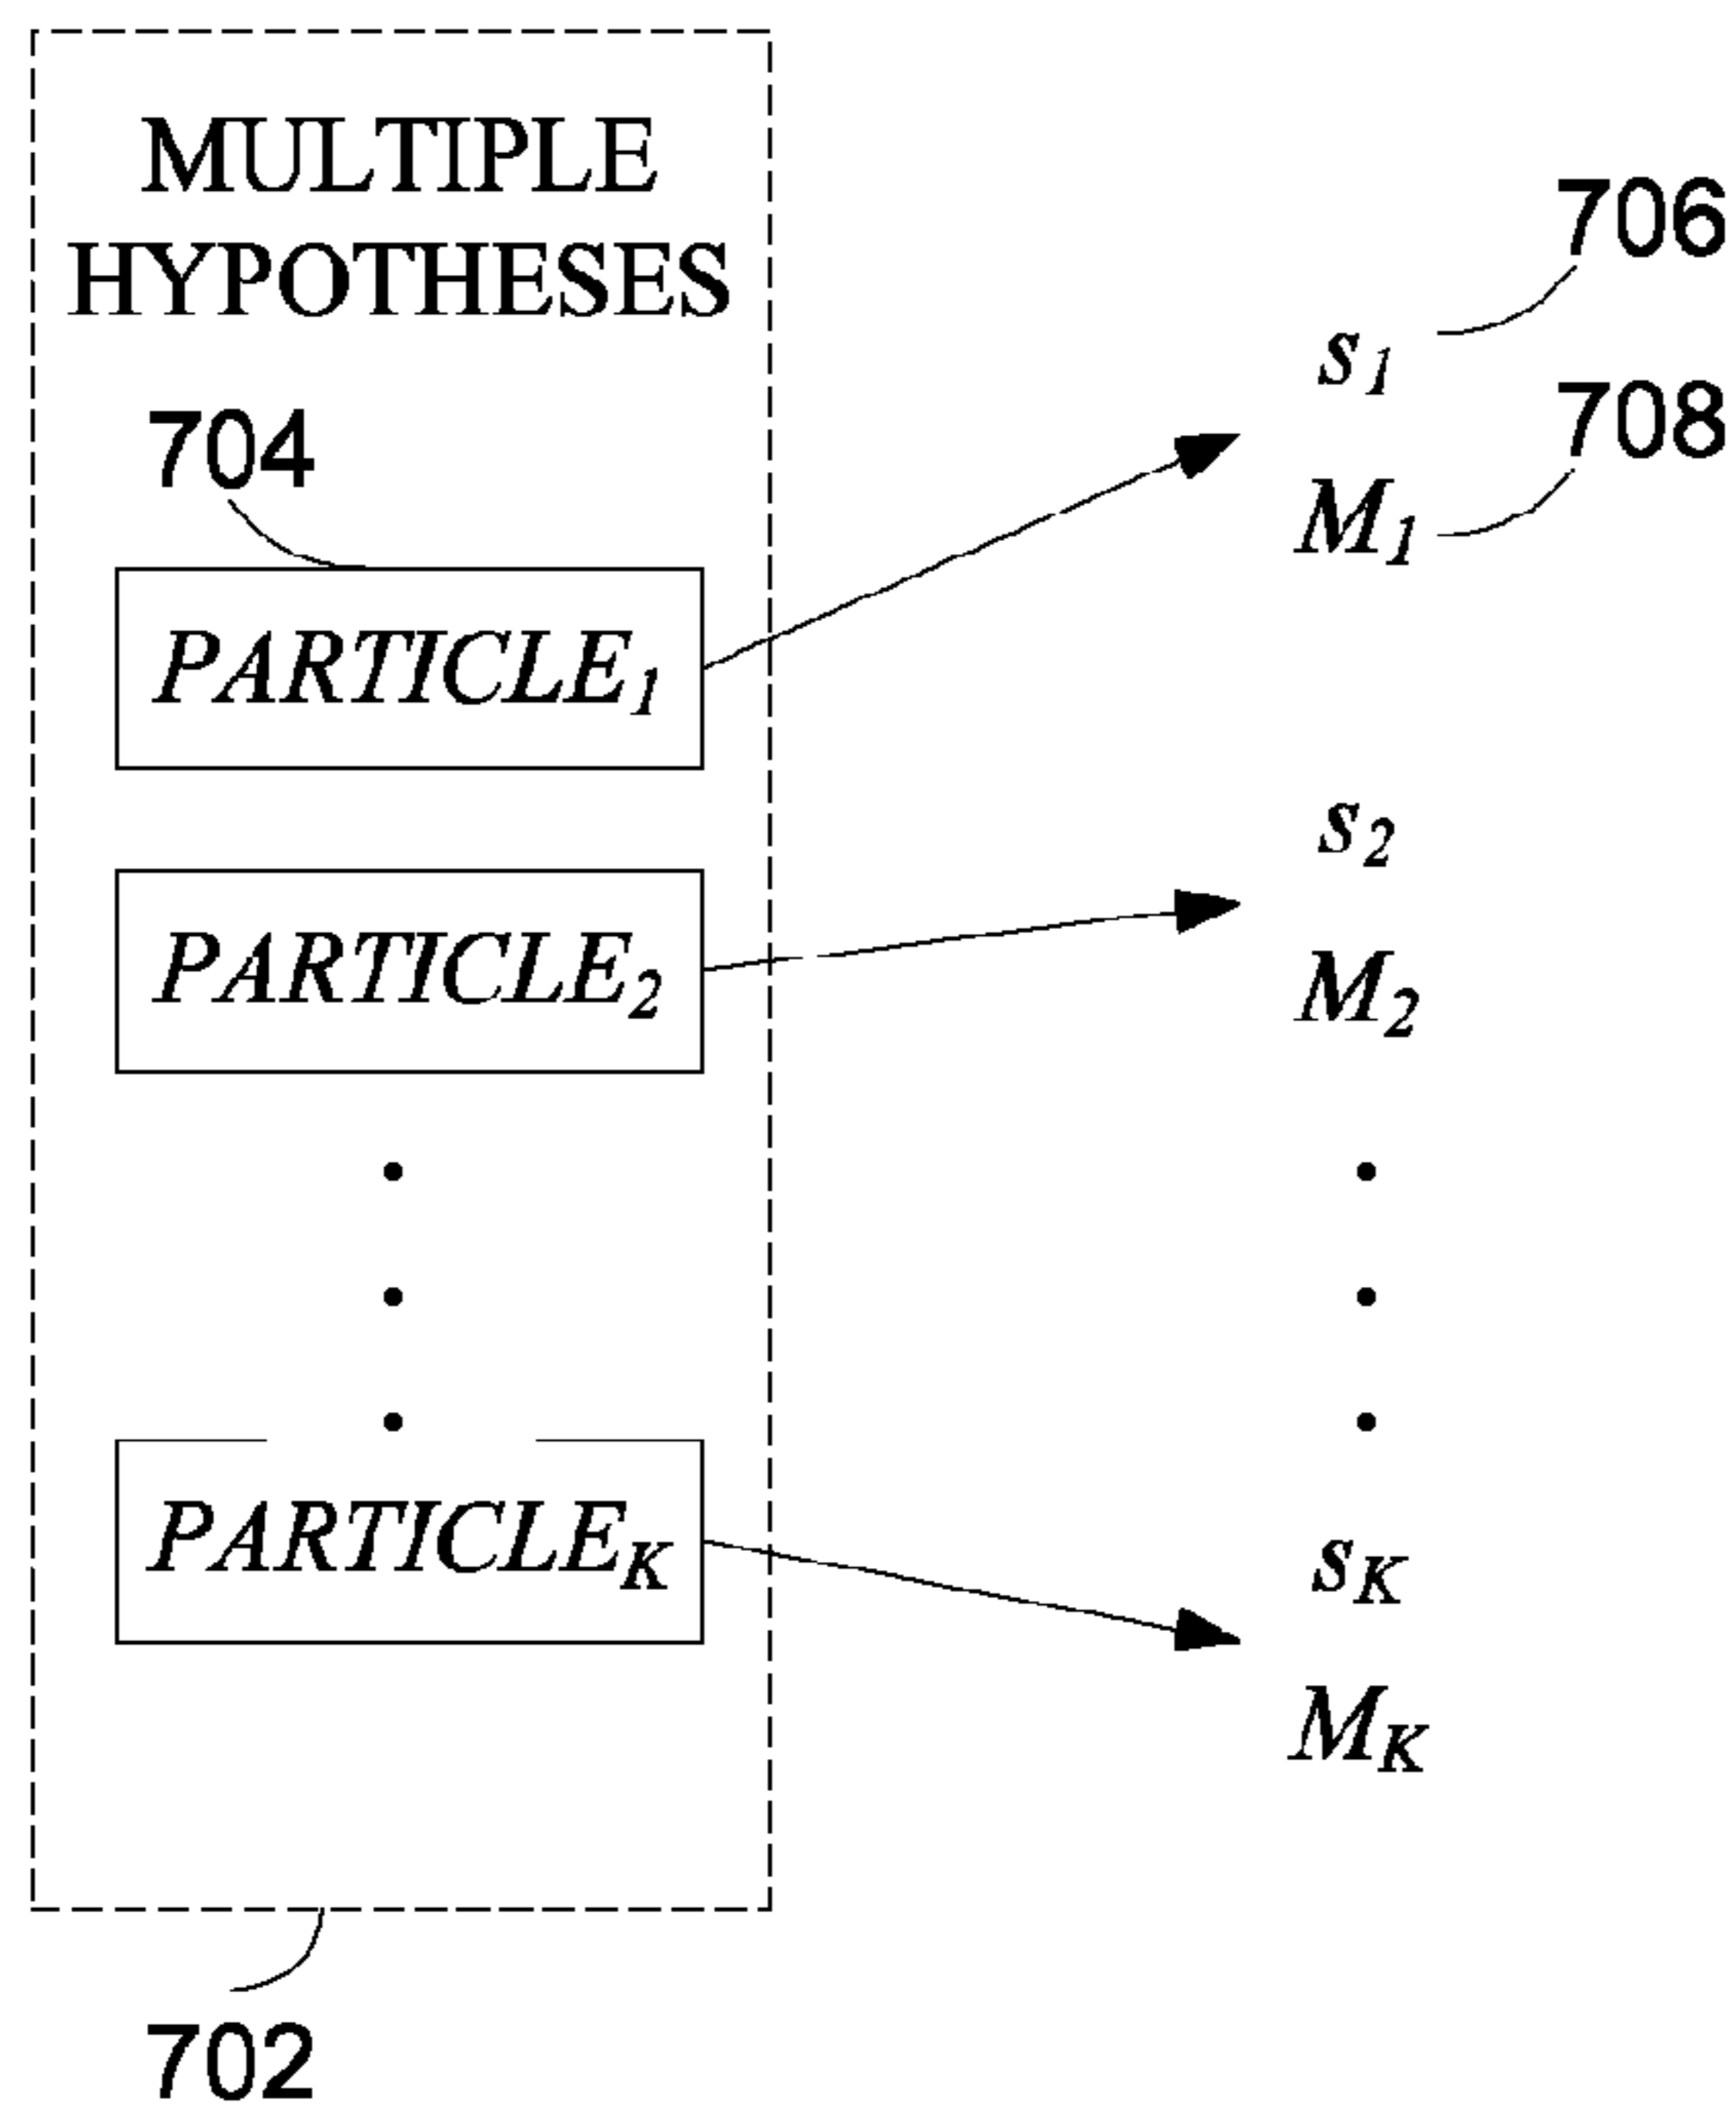 MULTIPLE
HYPOTHESES
704
PARTICLE1
PARTICLE2
PARTICLEK
702
706
s1
708
M1
s2
M2
sK
MK